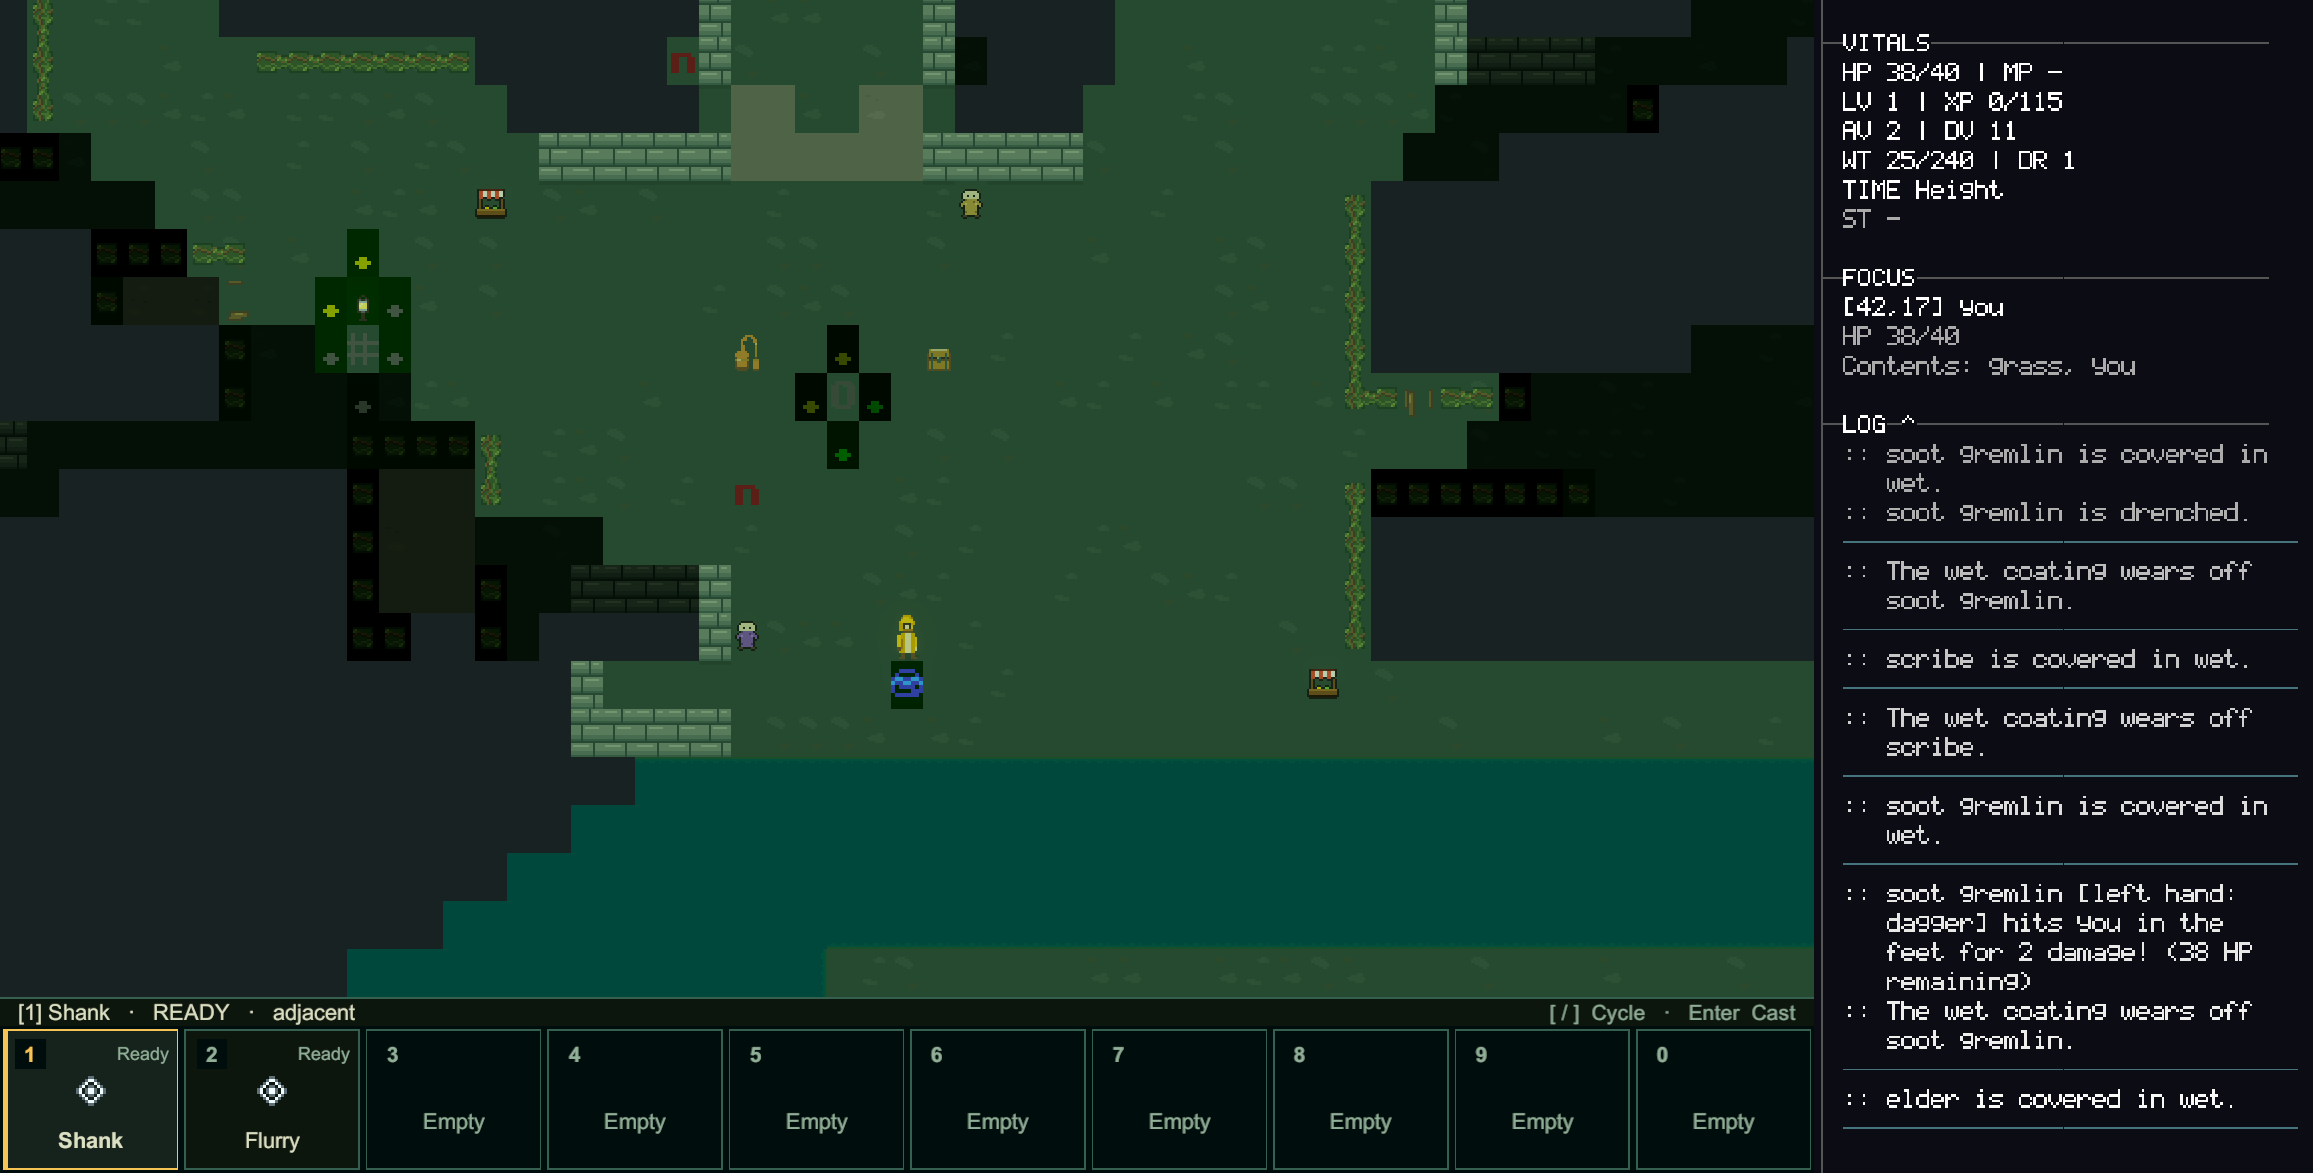 VITALS
HP 38/40 | MP -
LV 1 | XP 0/115
AV 2 | DV 11
WT 25/240 | DR 1
TIME Height
ST -
FOCUS
[42,17] You
HP 38/40
Contents: grass, You
LOG ^
:: soot gremlin is covered in
wet.
:: soot gremlin is drenched.
:: The wet coating wears off
soot gremlin.
:: scribe is covered in wet.
:: The wet coating wears off
scribe.
:: soot gremlin is covered in
wet.
:: soot gremlin [left hand:
dagger] hits you in the
feet for 2 damage! (38 HP
remaining)
:: The wet coating wears off
soot gremlin.
:: elder is covered in wet.
[1] Shank · READY · adjacent
[ / ] Cycle · Enter Cast
1 Ready
Shank
2 Ready
Flurry
3
Empty
4
Empty
5
Empty
6
Empty
7
Empty
8
Empty
9
Empty
0
Empty